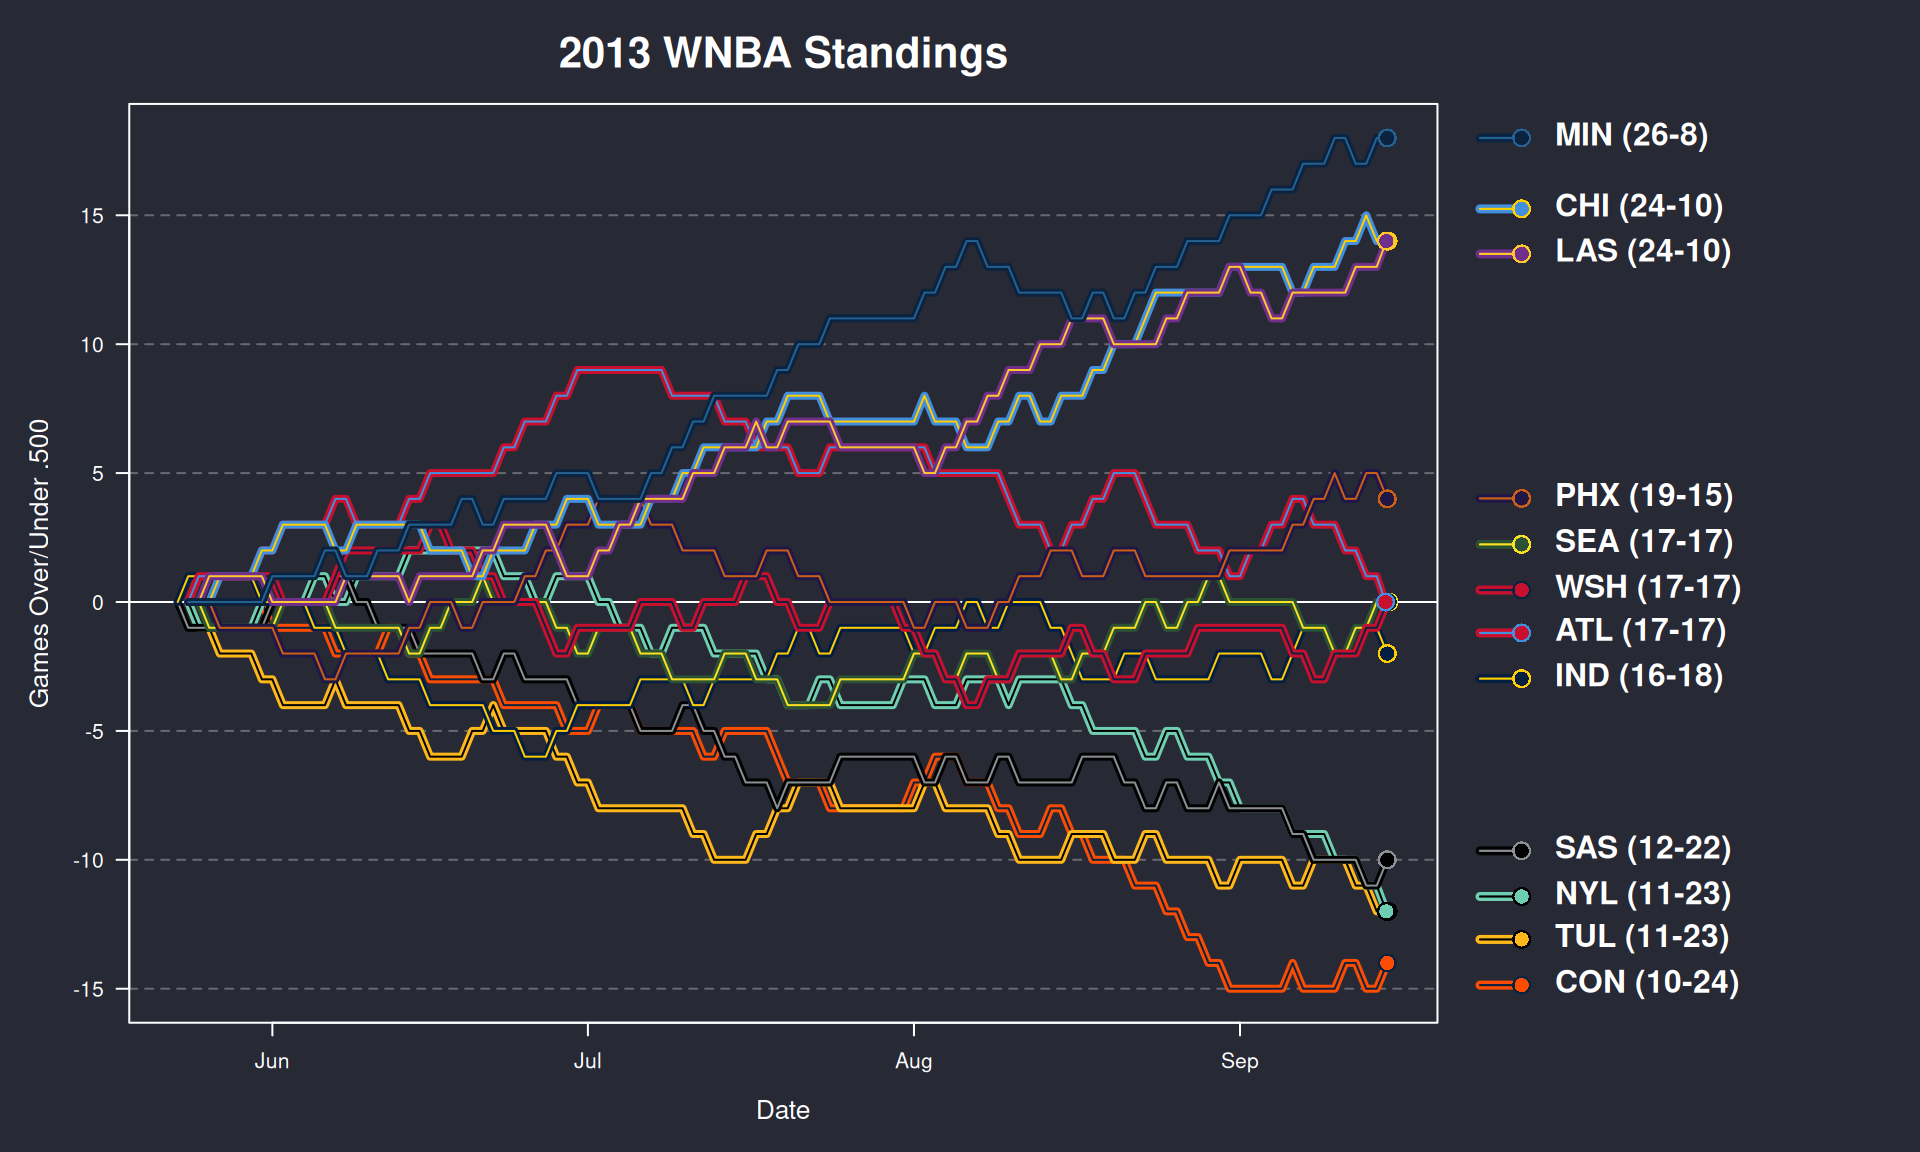 2013 WNBA Standings
MIN (26-8)
CHI (24-10)
LAS (24-10)
PHX (19-15)
SEA (17-17)
WSH (17-17)
ATL (17-17)
IND (16-18)
SAS (12-22)
NYL (11-23)
TUL (11-23)
CON (10-24)
Games Over/Under .500
15
10
5
0
-5
-10
-15
Jun Jul Aug Sep
Date